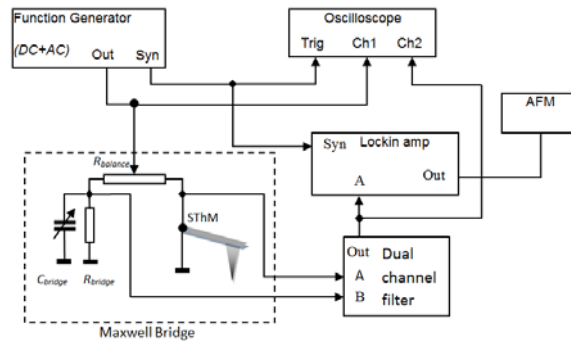 Function Generator
(DC+AC)
Out
Syn
Oscilloscope
Trig
Ch1
Ch2
AFM
Syn
Lockin amp
A
Out
Rbalance
SThM
Cbridge
Rbridge
Out
Dual
A
channel
B
filter
Maxwell Bridge